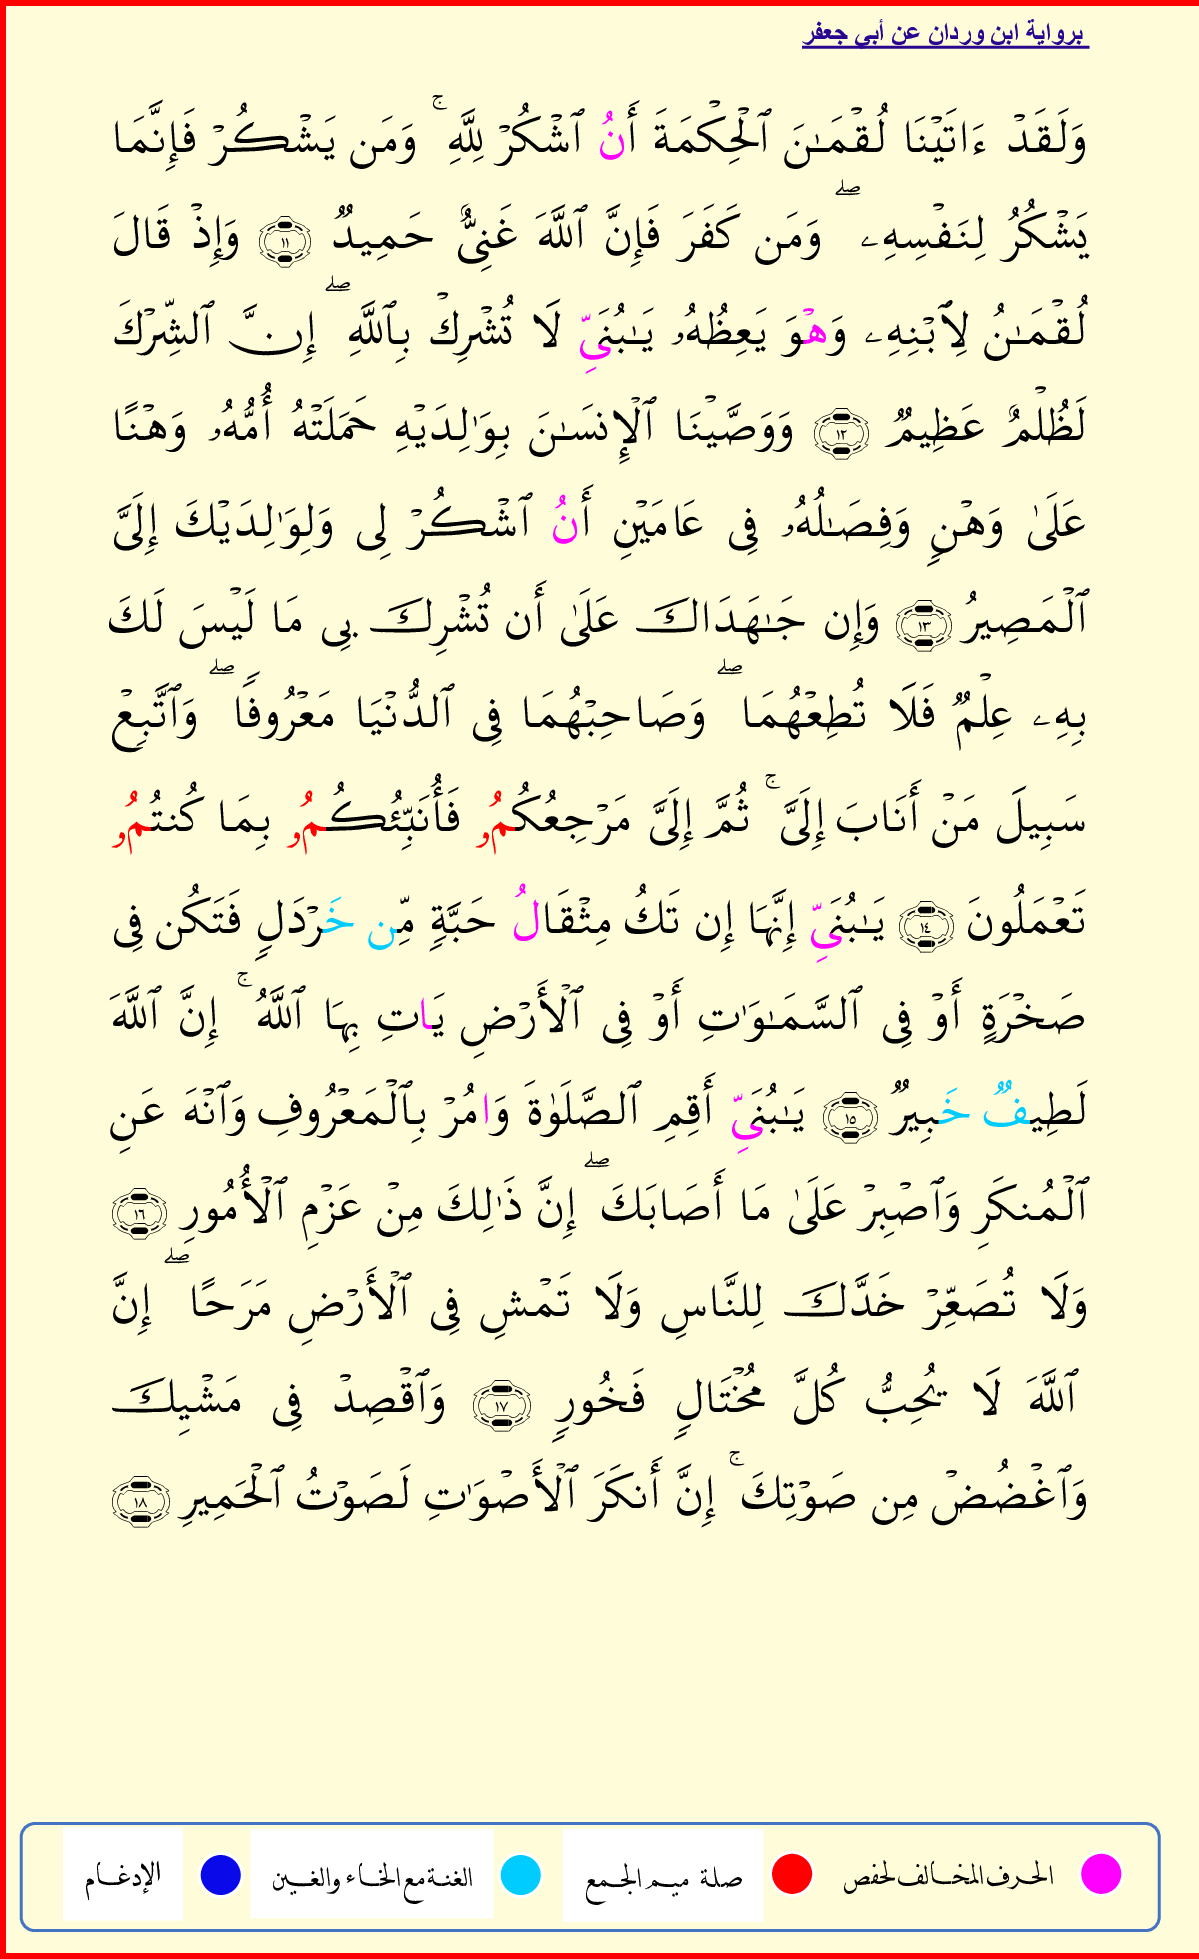 برواية ابن وردان عن أبي جعفر
وَلَقَدْ ءَاتَيْنَا لُقْمَـٰنَ ٱلْحِكْمَةَ أَنُ ٱشْكُرْ لِلَّهِ ۚ وَمَن يَشْكُرْ فَإِنَّمَا
يَشْكُرُ لِنَفْسِهِۦ ۖ وَمَن كَفَرَ فَإِنَّ ٱللَّهَ غَنِىٌّ حَمِيدٌ ١١ وَإِذْ قَالَ
لُقْمَـٰنُ لِٱبْنِهِۦ وَهْوَ يَعِظُهُۥ يَـٰبُنَىِّ لَا تُشْرِكْ بِٱللَّهِ ۖ إِنَّ ٱلشِّرْكَ
لَظُلْمٌ عَظِيمٌ ١٢ وَوَصَّيْنَا ٱلْإِنسَـٰنَ بِوَٰلِدَيْهِ حَمَلَتْهُ أُمُّهُۥ وَهْنًا
عَلَىٰ وَهْنٍ وَفِصَـٰلُهُۥ فِى عَامَيْنِ أَنُ ٱشْكُرْ لِى وَلِوَٰلِدَيْكَ إِلَىَّ
ٱلْمَصِيرُ ١٣ وَإِن جَـٰهَدَاكَ عَلَىٰ أَن تُشْرِكَ بِى مَا لَيْسَ لَكَ
بِهِۦ عِلْمٌ فَلَا تُطِعْهُمَا ۖ وَصَاحِبْهُمَا فِى ٱلدُّنْيَا مَعْرُوفًا ۖ وَٱتَّبِعْ
سَبِيلَ مَنْ أَنَابَ إِلَىَّ ۚ ثُمَّ إِلَىَّ مَرْجِعُكُمُۥ فَأُنَبِّئُكُمُۥ بِمَا كُنتُمُۥ
تَعْمَلُونَ ١٤ يَـٰبُنَىِّ إِنَّهَا إِن تَكُ مِثْقَالُ حَبَّةٍ مِّن خَرْدَلٍ فَتَكُن فِى
صَخْرَةٍ أَوْ فِى ٱلسَّمَـٰوَٰتِ أَوْ فِى ٱلْأَرْضِ يَاتِ بِهَا ٱللَّهُ ۚ إِنَّ ٱللَّهَ
لَطِيفٌ خَبِيرٌ ١٥ يَـٰبُنَىِّ أَقِمِ ٱلصَّلَوٰةَ وَامُرْ بِٱلْمَعْرُوفِ وَٱنْهَ عَنِ
ٱلْمُنكَرِ وَٱصْبِرْ عَلَىٰ مَا أَصَابَكَ ۖ إِنَّ ذَٰلِكَ مِنْ عَزْمِ ٱلْأُمُورِ ١٦
وَلَا تُصَعِّرْ خَدَّكَ لِلنَّاسِ وَلَا تَمْشِ فِى ٱلْأَرْضِ مَرَحًا ۖ إِنَّ
ٱللَّهَ لَا يُحِبُّ كُلَّ مُخْتَالٍ فَخُورٍ ١٧ وَٱقْصِدْ فِى مَشْيِكَ
وَٱغْضُضْ مِن صَوْتِكَ ۚ إِنَّ أَنكَرَ ٱلْأَصْوَٰتِ لَصَوْتُ ٱلْحَمِيرِ ١٨
الحرف المخالف لحفص صلة ميم الجمع الغنة مع الخاء والغين الإدغام